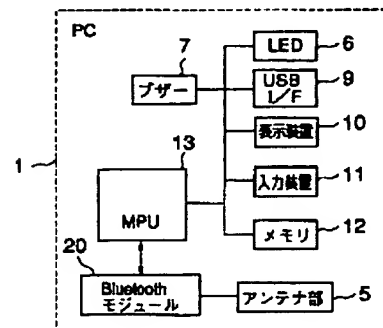 PC
7
ブザー
LED
6
USB
I/F
9
表示装置
10
入力装置
11
メモリ
12
1
13
MPU
20
Bluetooth
モジュール
アンテナ部
5